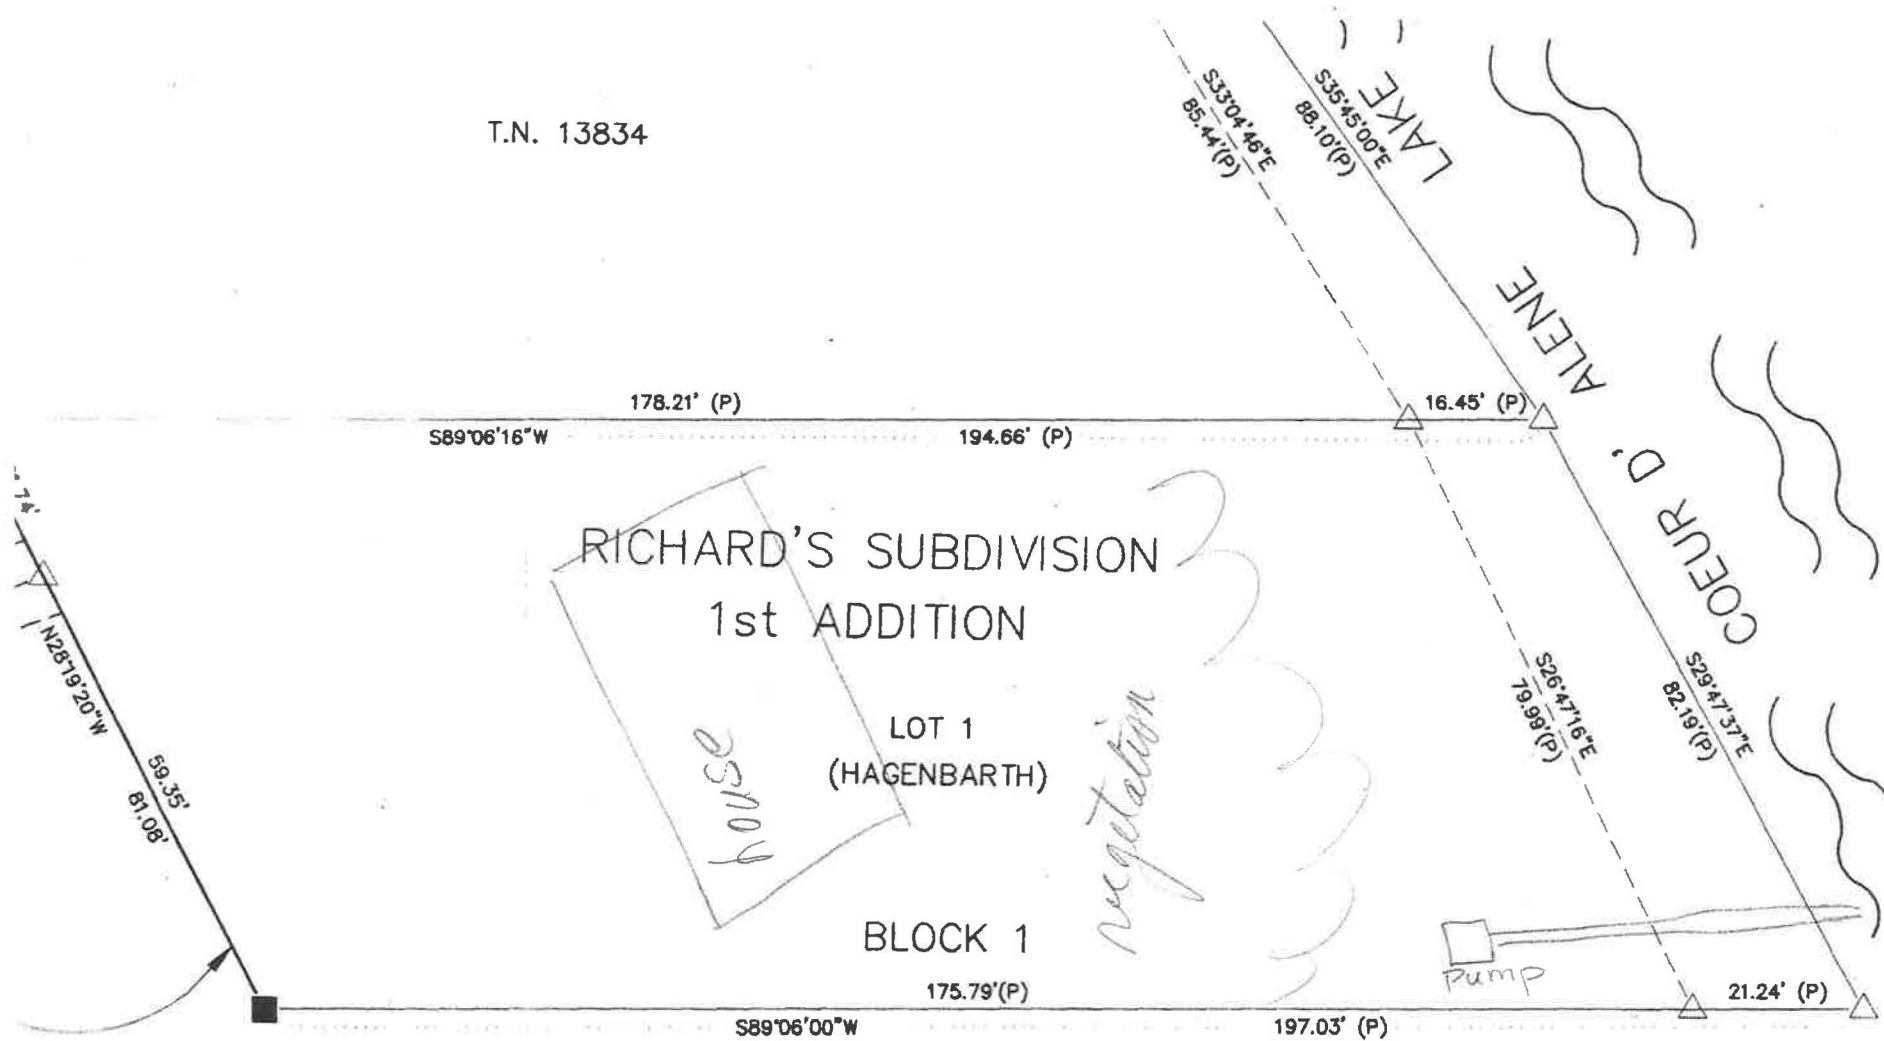 T.N. 13834
S33°04'46"E
85.44'(P)
S35°45'00"E
88.10'(P)
LAKE
COEUR D' ALENE
178.21' (P)
16.45' (P)
S89°06'16"W
194.66' (P)
74'
RICHARD'S SUBDIVISION
1st ADDITION
LOT 1
(HAGENBARTH)
house
vegetation
N28°19'20"W
59.35'
81.08'
S26°47'16"E
79.99'(P)
S29°47'37"E
82.19'(P)
BLOCK 1
pump
175.79'(P)
21.24' (P)
S89°06'00"W
197.03' (P)